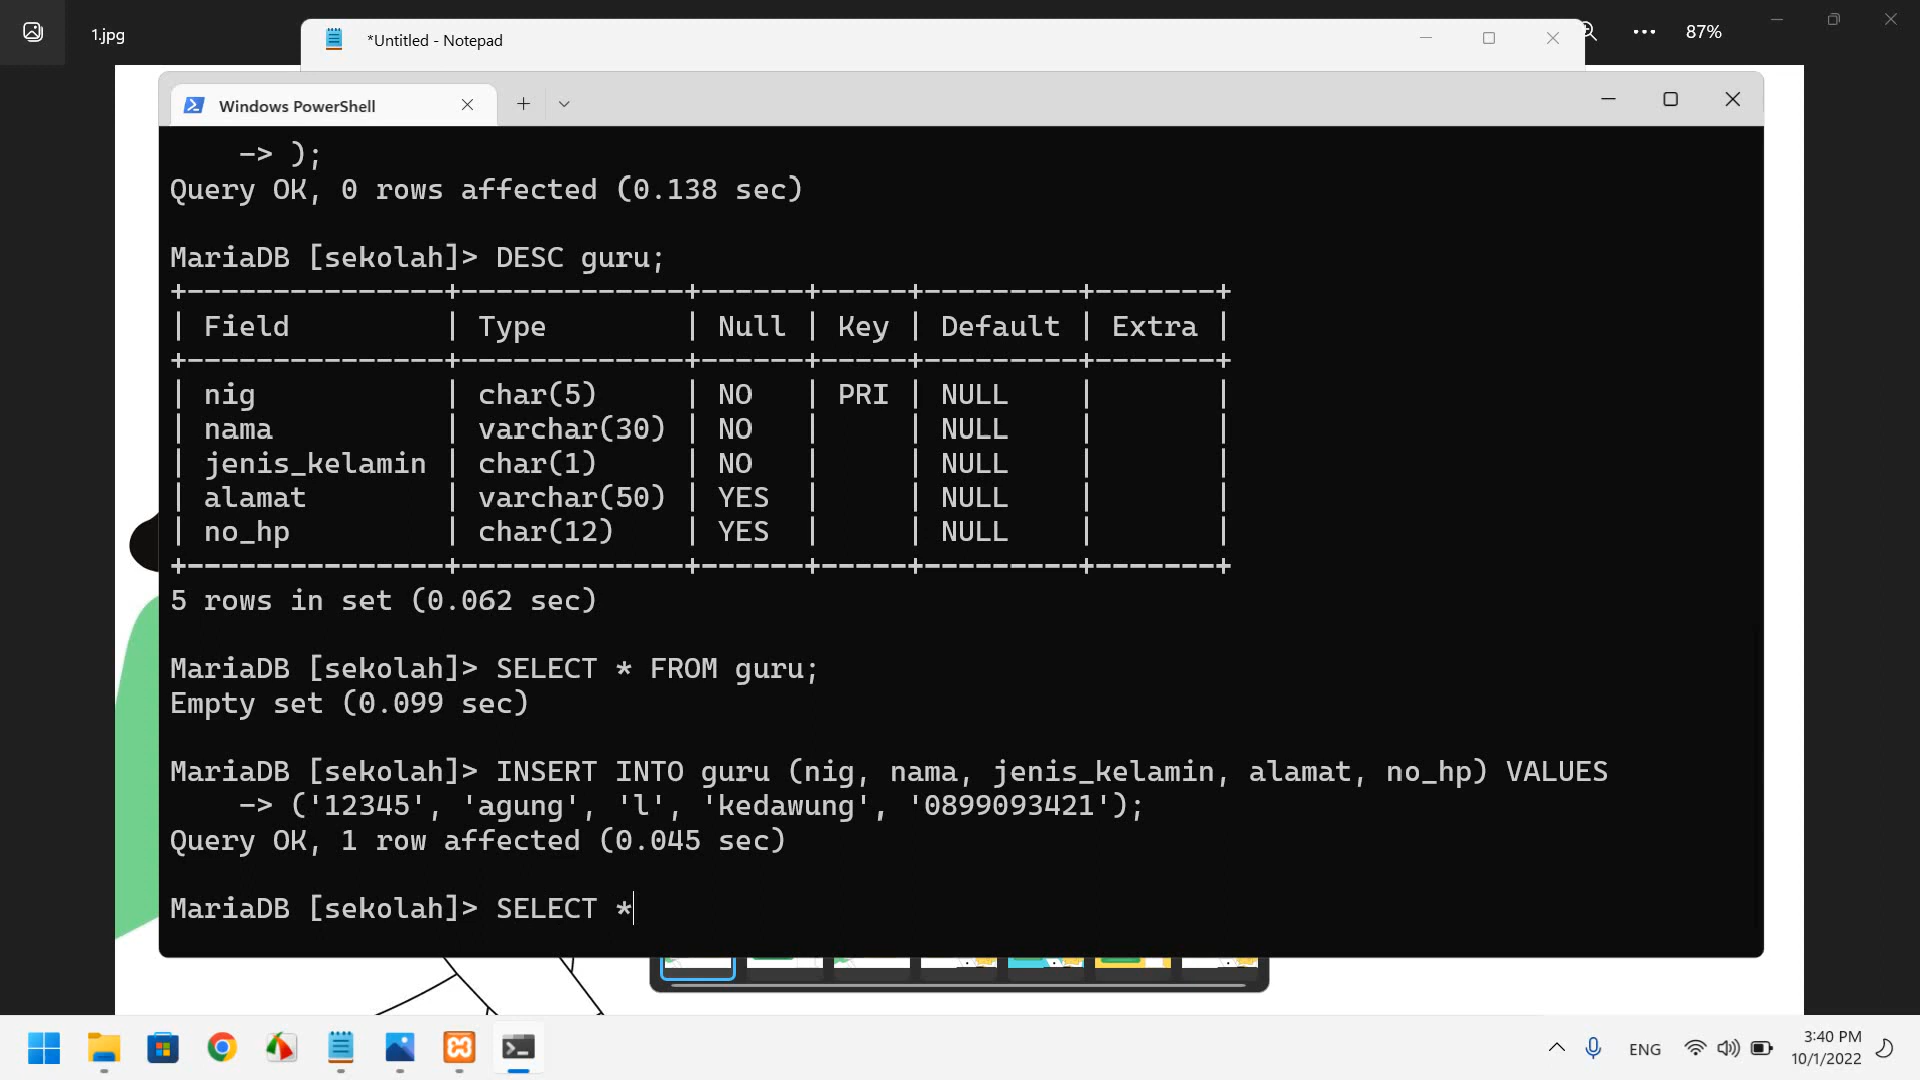 1.jpg
*Untitled - Notepad
87%
Windows PowerShell
    -> );
Query OK, 0 rows affected (0.138 sec)
MariaDB [sekolah]> DESC guru;
+---------------+-------------+------+-----+---------+-------+
| Field         | Type        | Null | Key | Default | Extra |
+---------------+-------------+------+-----+---------+-------+
| nig           | char(5)     | NO   | PRI | NULL    |       |
| nama          | varchar(30) | NO   |     | NULL    |       |
| jenis_kelamin | char(1)     | NO   |     | NULL    |       |
| alamat        | varchar(50) | YES  |     | NULL    |       |
| no_hp         | char(12)    | YES  |     | NULL    |       |
+---------------+-------------+------+-----+---------+-------+
5 rows in set (0.062 sec)
MariaDB [sekolah]> SELECT * FROM guru;
Empty set (0.099 sec)
MariaDB [sekolah]> INSERT INTO guru (nig, nama, jenis_kelamin, alamat, no_hp) VALUES
    -> ('12345', 'agung', 'l', 'kedawung', '0899093421');
Query OK, 1 row affected (0.045 sec)
MariaDB [sekolah]> SELECT *
ENG
3:40 PM
10/1/2022